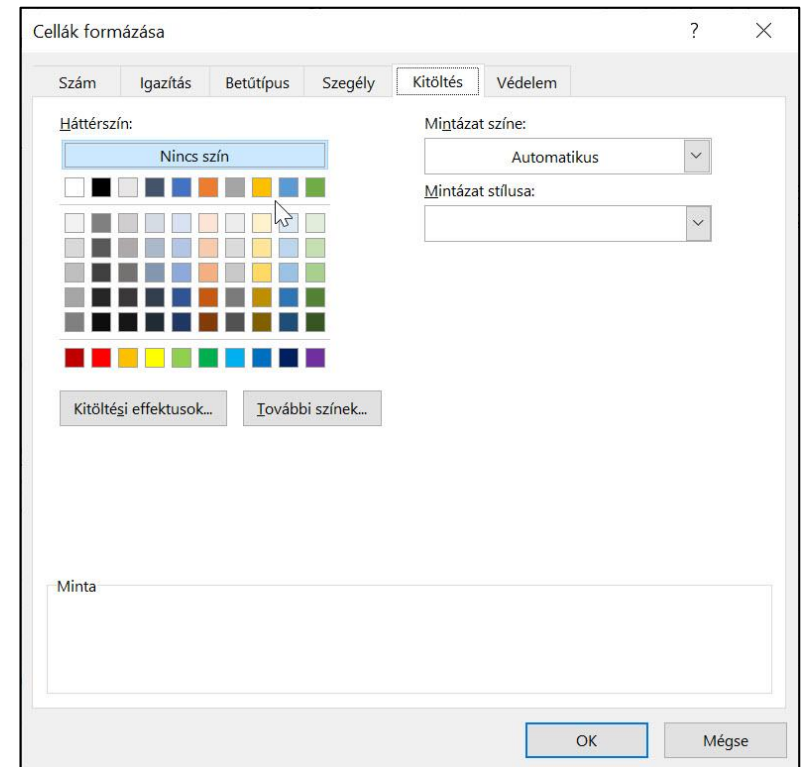 Cellák formázása ?
Szám Igazítás Betűtípus Szegély Kitöltés Védelem
Háttérszín:
Nincs szín
Mintázat színe:
Automatikus
Mintázat stílusa:
Kitöltési effektusok...
További színek...
Minta
OK Mégse